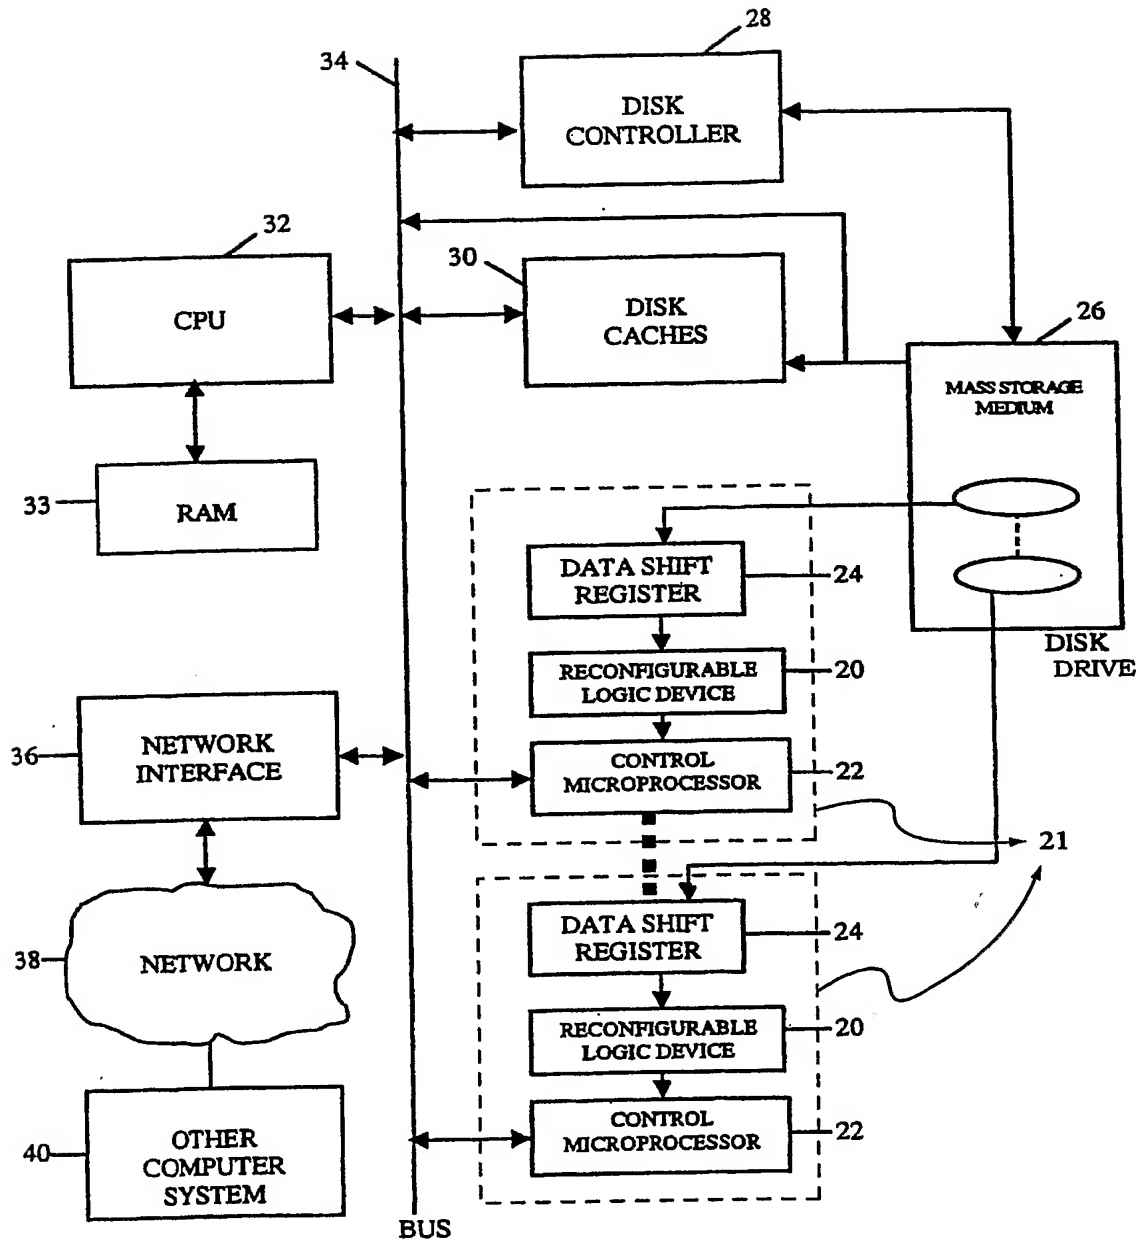 28
34
DISK
CONTROLLER
32
30
CPU
DISK
CACHES
26
MASS STORAGE
MEDIUM
33
RAM
DATA SHIFT
REGISTER
24
DISK
DRIVE
RECONFIGURABLE
LOGIC DEVICE
20
36
NETWORK
INTERFACE
CONTROL
MICROPROCESSOR
22
21
DATA SHIFT
REGISTER
24
38
NETWORK
RECONFIGURABLE
LOGIC DEVICE
20
40
OTHER
COMPUTER
SYSTEM
CONTROL
MICROPROCESSOR
22
BUS